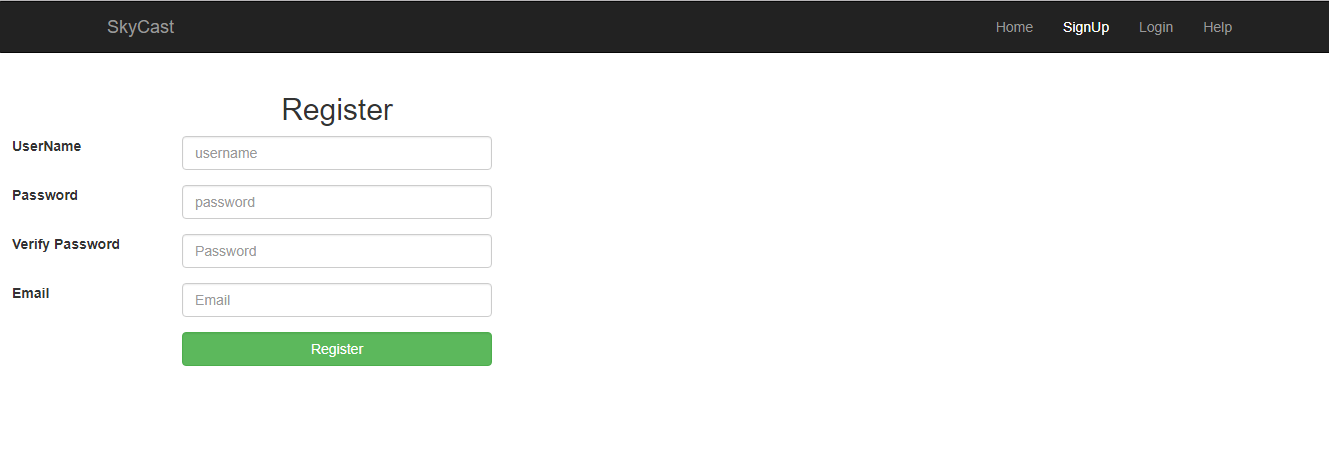 SkyCast Home SignUp Login Help
Register
UserName username
Password password
Verify Password Password
Email Email
Register